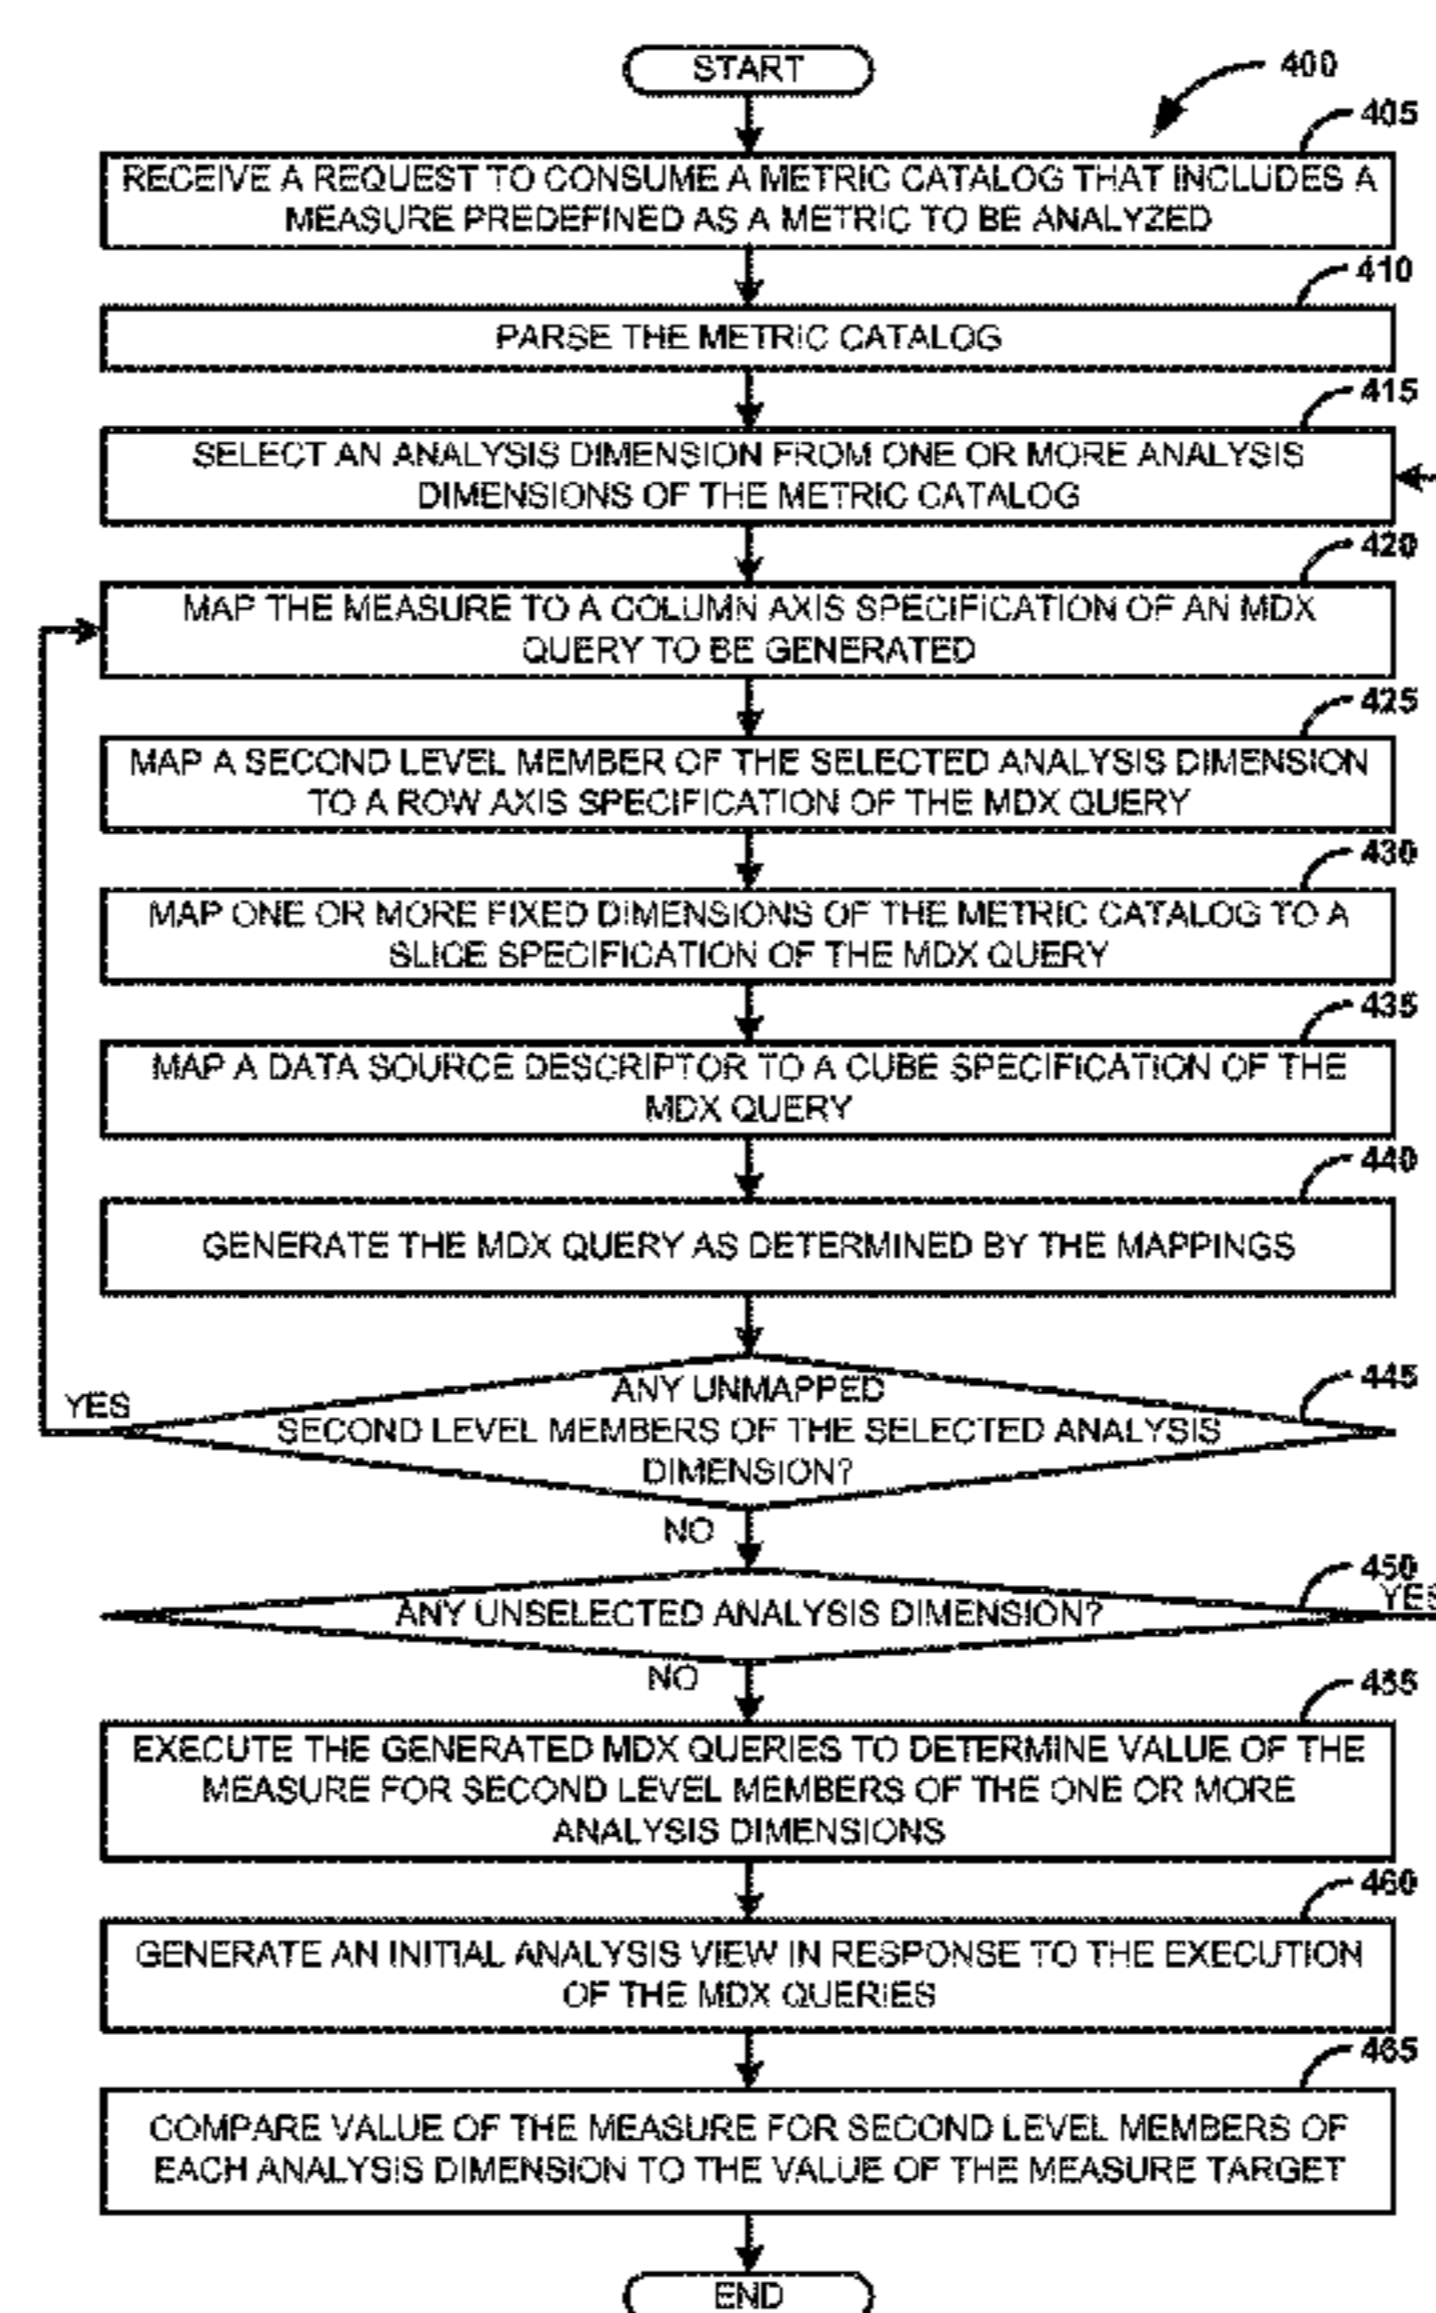 START
400
405
RECEIVE A REQUEST TO CONSUME A METRIC CATALOG THAT INCLUDES A
MEASURE PREDEFINED AS A METRIC TO BE ANALYZED
410
PARSE THE METRIC CATALOG
415
SELECT AN ANALYSIS DIMENSION FROM ONE OR MORE ANALYSIS
DIMENSIONS OF THE METRIC CATALOG
420
MAP THE MEASURE TO A COLUMN AXIS SPECIFICATION OF AN MDX
QUERY TO BE GENERATED
425
MAP A SECOND LEVEL MEMBER OF THE SELECTED ANALYSIS DIMENSION
TO A ROW AXIS SPECIFICATION OF THE MDX QUERY
430
MAP ONE OR MORE FIXED DIMENSIONS OF THE METRIC CATALOG TO A
SLICE SPECIFICATION OF THE MDX QUERY
435
MAP A DATA SOURCE DESCRIPTOR TO A CUBE SPECIFICATION OF THE
MDX QUERY
440
GENERATE THE MDX QUERY AS DETERMINED BY THE MAPPINGS
445
YES
ANY UNMAPPED
SECOND LEVEL MEMBERS OF THE SELECTED ANALYSIS
DIMENSION?
NO
450
YES
ANY UNSELECTED ANALYSIS DIMENSION?
NO
455
EXECUTE THE GENERATED MDX QUERIES TO DETERMINE VALUE OF THE
MEASURE FOR SECOND LEVEL MEMBERS OF THE ONE OR MORE
ANALYSIS DIMENSIONS
460
GENERATE AN INITIAL ANALYSIS VIEW IN RESPONSE TO THE EXECUTION
OF THE MDX QUERIES
465
COMPARE VALUE OF THE MEASURE FOR SECOND LEVEL MEMBERS OF
EACH ANALYSIS DIMENSION TO THE VALUE OF THE MEASURE TARGET
END